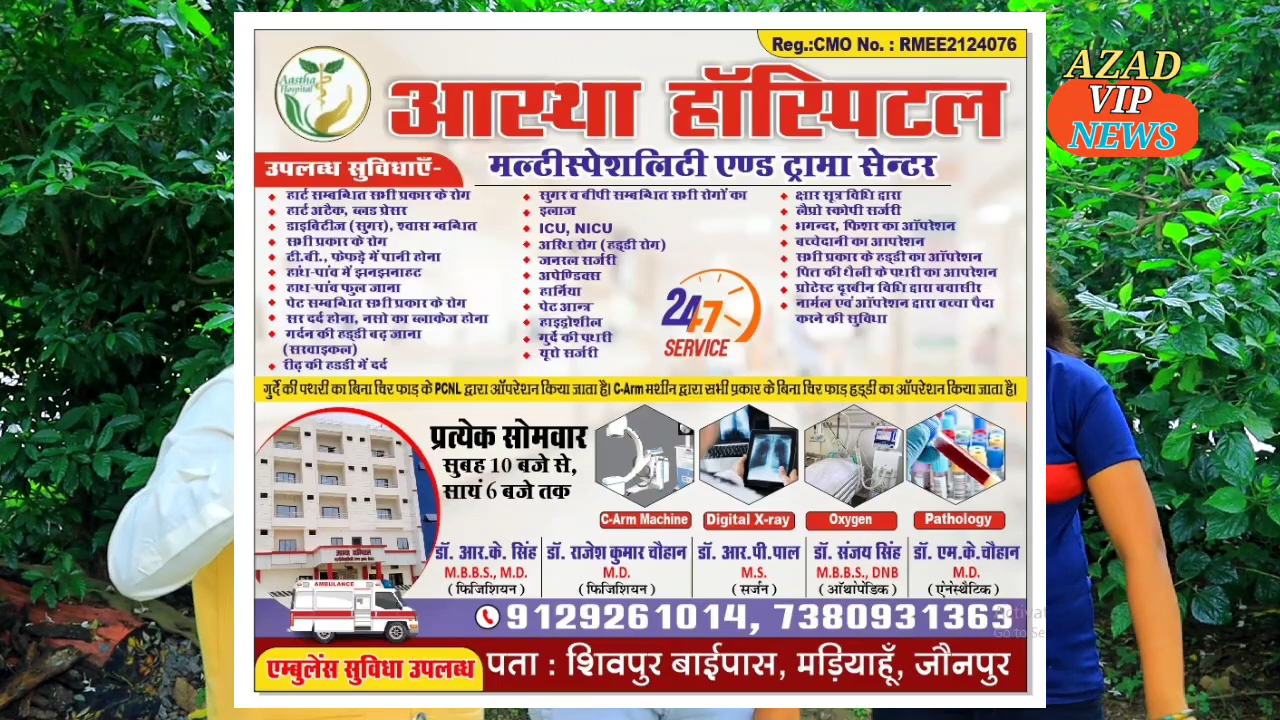 Reg.:CMO No. : RMEE2124076
AZAD
VIP
NEWS
Aastha
Hospital
आस्था हॉस्पिटल
मल्टीस्पेशलिटी एण्ड ट्रामा सेन्टर
उपलब्ध सुविधाएँ-
हार्ट सम्बन्धित सभी प्रकार के रोग
हार्ट अटैक, ब्लड प्रेसर
डाइबिटीज (सुगर), श्वास म्बन्धित
सभी प्रकार के रोग
टी.बी., फेफड़े में पानी होना
हाथ-पांव में झनझनाहट
हाथ-पांव फूल जाना
पेट सम्बन्धित सभी प्रकार के रोग
सर दर्द होना, नसो का ब्लाकेज होना
गर्दन की हड्डी बढ़ जाना
(सरवाइकल)
रीढ़ की हडडी में दर्द
सुगर व बीपी सम्बन्धित सभी रोगों का
इलाज
ICU, NICU
अस्थि रोग (हड्डी रोग)
जनरल सर्जरी
अपेण्डिक्स
हार्निया
पेट आन्त्र
हाइड्रोशील
गुर्दे की पथरी
यूरो सर्जरी
क्षार सूत्र विधि द्वारा
लैप्रो स्कोपी सर्जरी
भगन्दर, फिशर का ऑपरेशन
बच्चेदानी का आपरेशन
सभी प्रकार के हड्डी का ऑपरेशन
पित की थैली के पथरी का आपरेशन
प्रोटेस्ट दूरबीन विधि द्वारा बवासीर
नार्मल एवं ऑपरेशन द्वारा बच्चा पैदा
करने की सुविधा
24*7
SERVICE
गुर्दे की पथरी का बिना चिर फाड़ के PCNL द्वारा ऑपरेशन किया जाता है। C-Arm मशीन द्वारा सभी प्रकार के बिना चिर फाड़ हड्डी का ऑपरेशन किया जाता है।
प्रत्येक सोमवार
सुबह 10 बजे से,
सायं 6 बजे तक
C-Arm Machine
Digital X-ray
Oxygen
Pathology
आस्था हास्पिटल
डॉ. आर.के. सिंह
M.B.B.S., M.D.
( फिजिशियन )
डॉ. राजेश कुमार चौहान
M.D.
( फिजिशियन )
डॉ. आर.पी.पाल
M.S.
( सर्जन )
डॉ. संजय सिंह
M.B.B.S., DNB
( ऑर्थोपेडिक )
डॉ. एम.के.चौहान
M.D.
( ऐनेस्थैटिक )
AMBULANCE
9129261014, 7380931363
एम्बुलेंस सुविधा उपलब्ध
पता : शिवपुर बाईपास, मड़ियाहूँ, जौनपुर